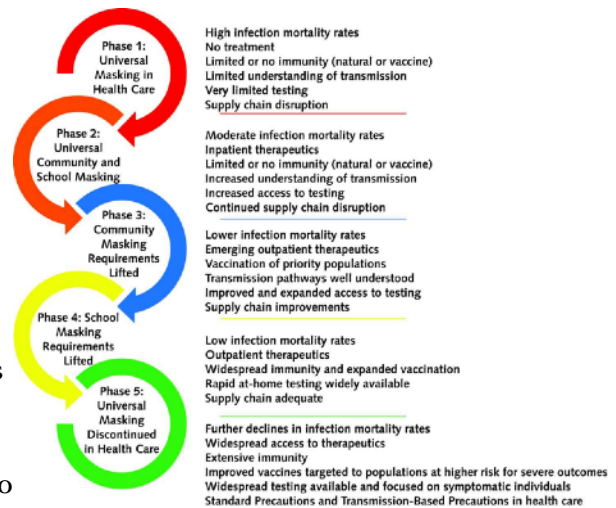 Phase 1:
Universal
Masking in
Health Care
High infection mortality rates
No treatment
Limited or no immunity (natural or vaccine)
Limited understanding of transmission
Very limited testing
Supply chain disruption
Phase 2:
Universal
Community and
School Masking
Moderate infection mortality rates
Inpatient therapeutics
Limited or no immunity (natural or vaccine)
Increased understanding of transmission
Increased access to testing
Continued supply chain disruption
Phase 3:
Community
Masking
Requirements
Lifted
Lower infection mortality rates
Emerging outpatient therapeutics
Vaccination of priority populations
Transmission pathways well understood
Improved and expanded access to testing
Supply chain improvements
Phase 4: School
Masking
Requirements
Lifted
Low infection mortality rates
Outpatient therapeutics
Widespread immunity and expanded vaccination
Rapid at-home testing widely available
Supply chain adequate
s
Phase 5:
Universal
Masking
Discontinued
in Health Care
Further declines in infection mortality rates
Widespread access to therapeutics
Extensive immunity
Improved vaccines targeted to populations at higher risk for severe outcomes
Widespread testing available and focused on symptomatic individuals
Standard Precautions and Transmission-Based Precautions in health care
o